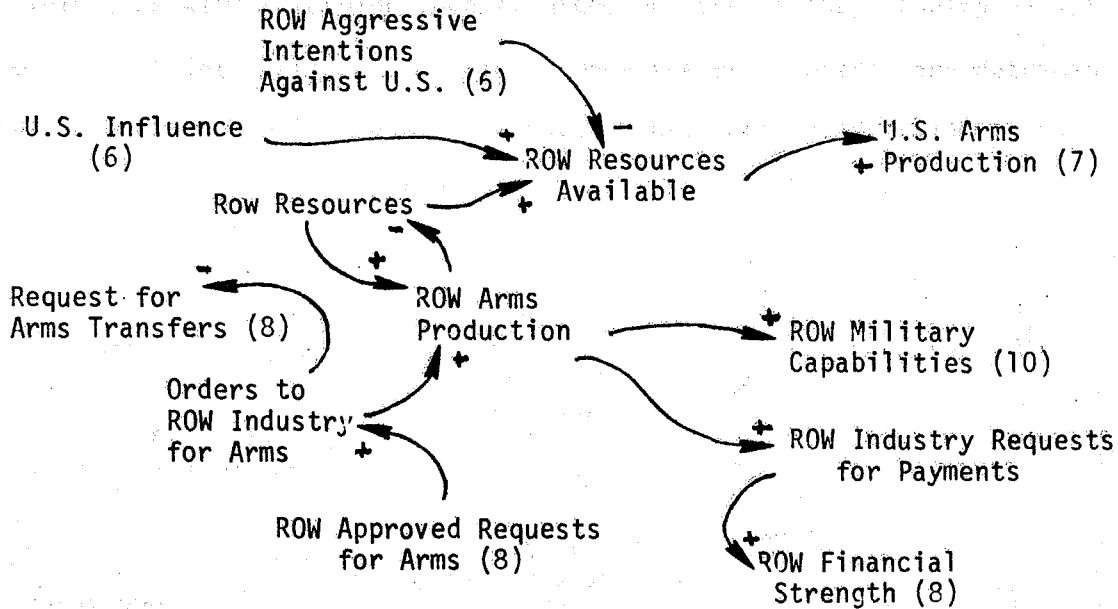 ROW Aggressive
Intentions
Against U.S. (6)
-
U.S. Influence
(6)
+
ROW Resources
Available
U.S. Arms
+ Production (7)
Row Resources
+
-
+
ROW Arms
Production
+
-
Request for
Arms Transfers (8)
+
ROW Military
Capabilities (10)
Orders to
ROW Industry
for Arms
+
+
ROW Industry Requests
for Payments
ROW Approved Requests
for Arms (8)
+
ROW Financial
Strength (8)